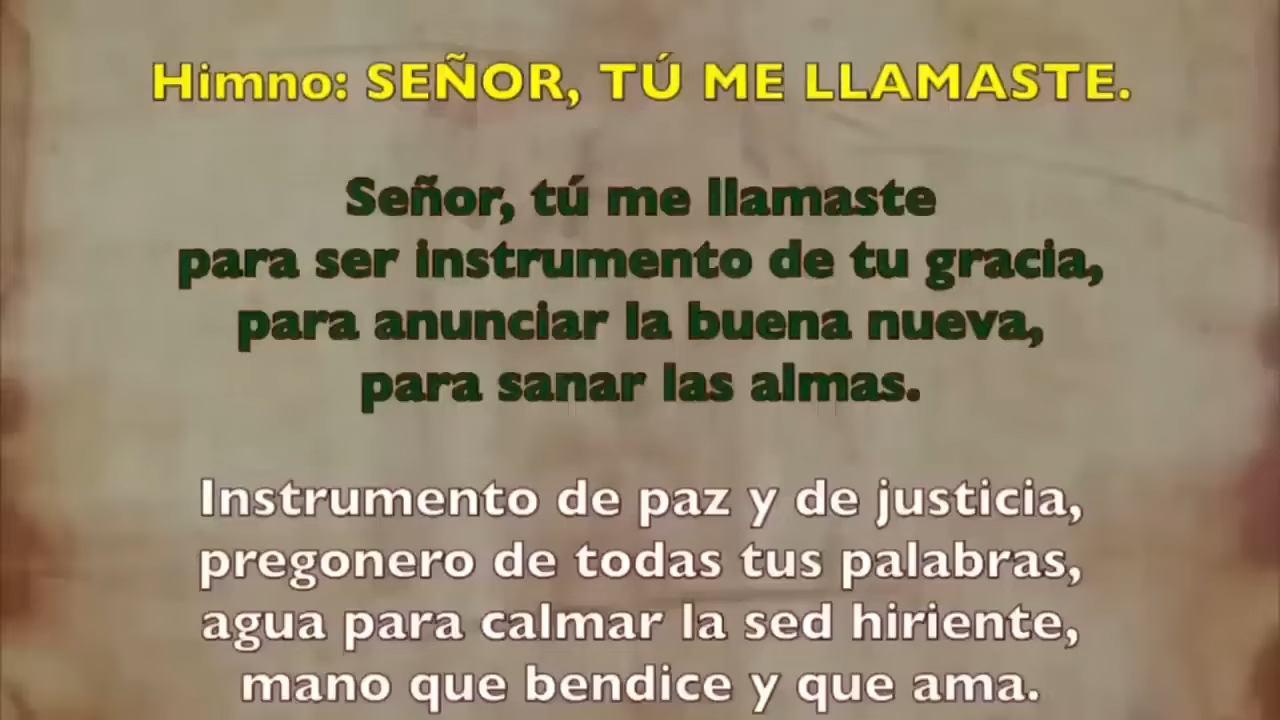 Himno: SEÑOR, TÚ ME LLAMASTE.
Señor, tú me llamaste
para ser instrumento de tu gracia,
para anunciar la buena nueva,
para sanar las almas.
Instrumento de paz y de justicia,
pregonero de todas tus palabras,
agua para calmar la sed hiriente,
mano que bendice y que ama.